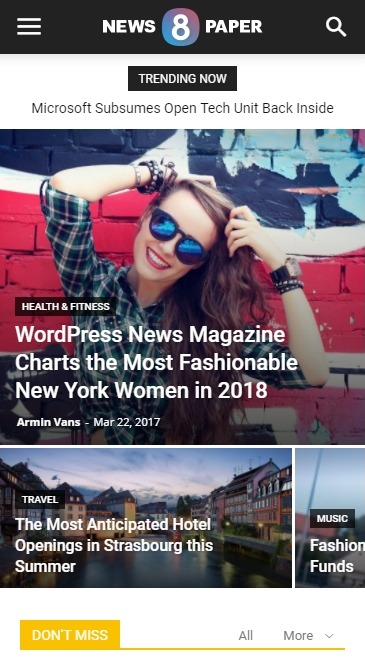 NEWS 8 PAPER
TRENDING NOW
Microsoft Subsumes Open Tech Unit Back Inside
HEALTH & FITNESS
WordPress News Magazine
Charts the Most Fashionable
New York Women in 2018
Armin Vans - Mar 22, 2017
TRAVEL
The Most Anticipated Hotel
Openings in Strasbourg this
Summer
MUSIC
Fashion
Funds
DON'T MISS
All More